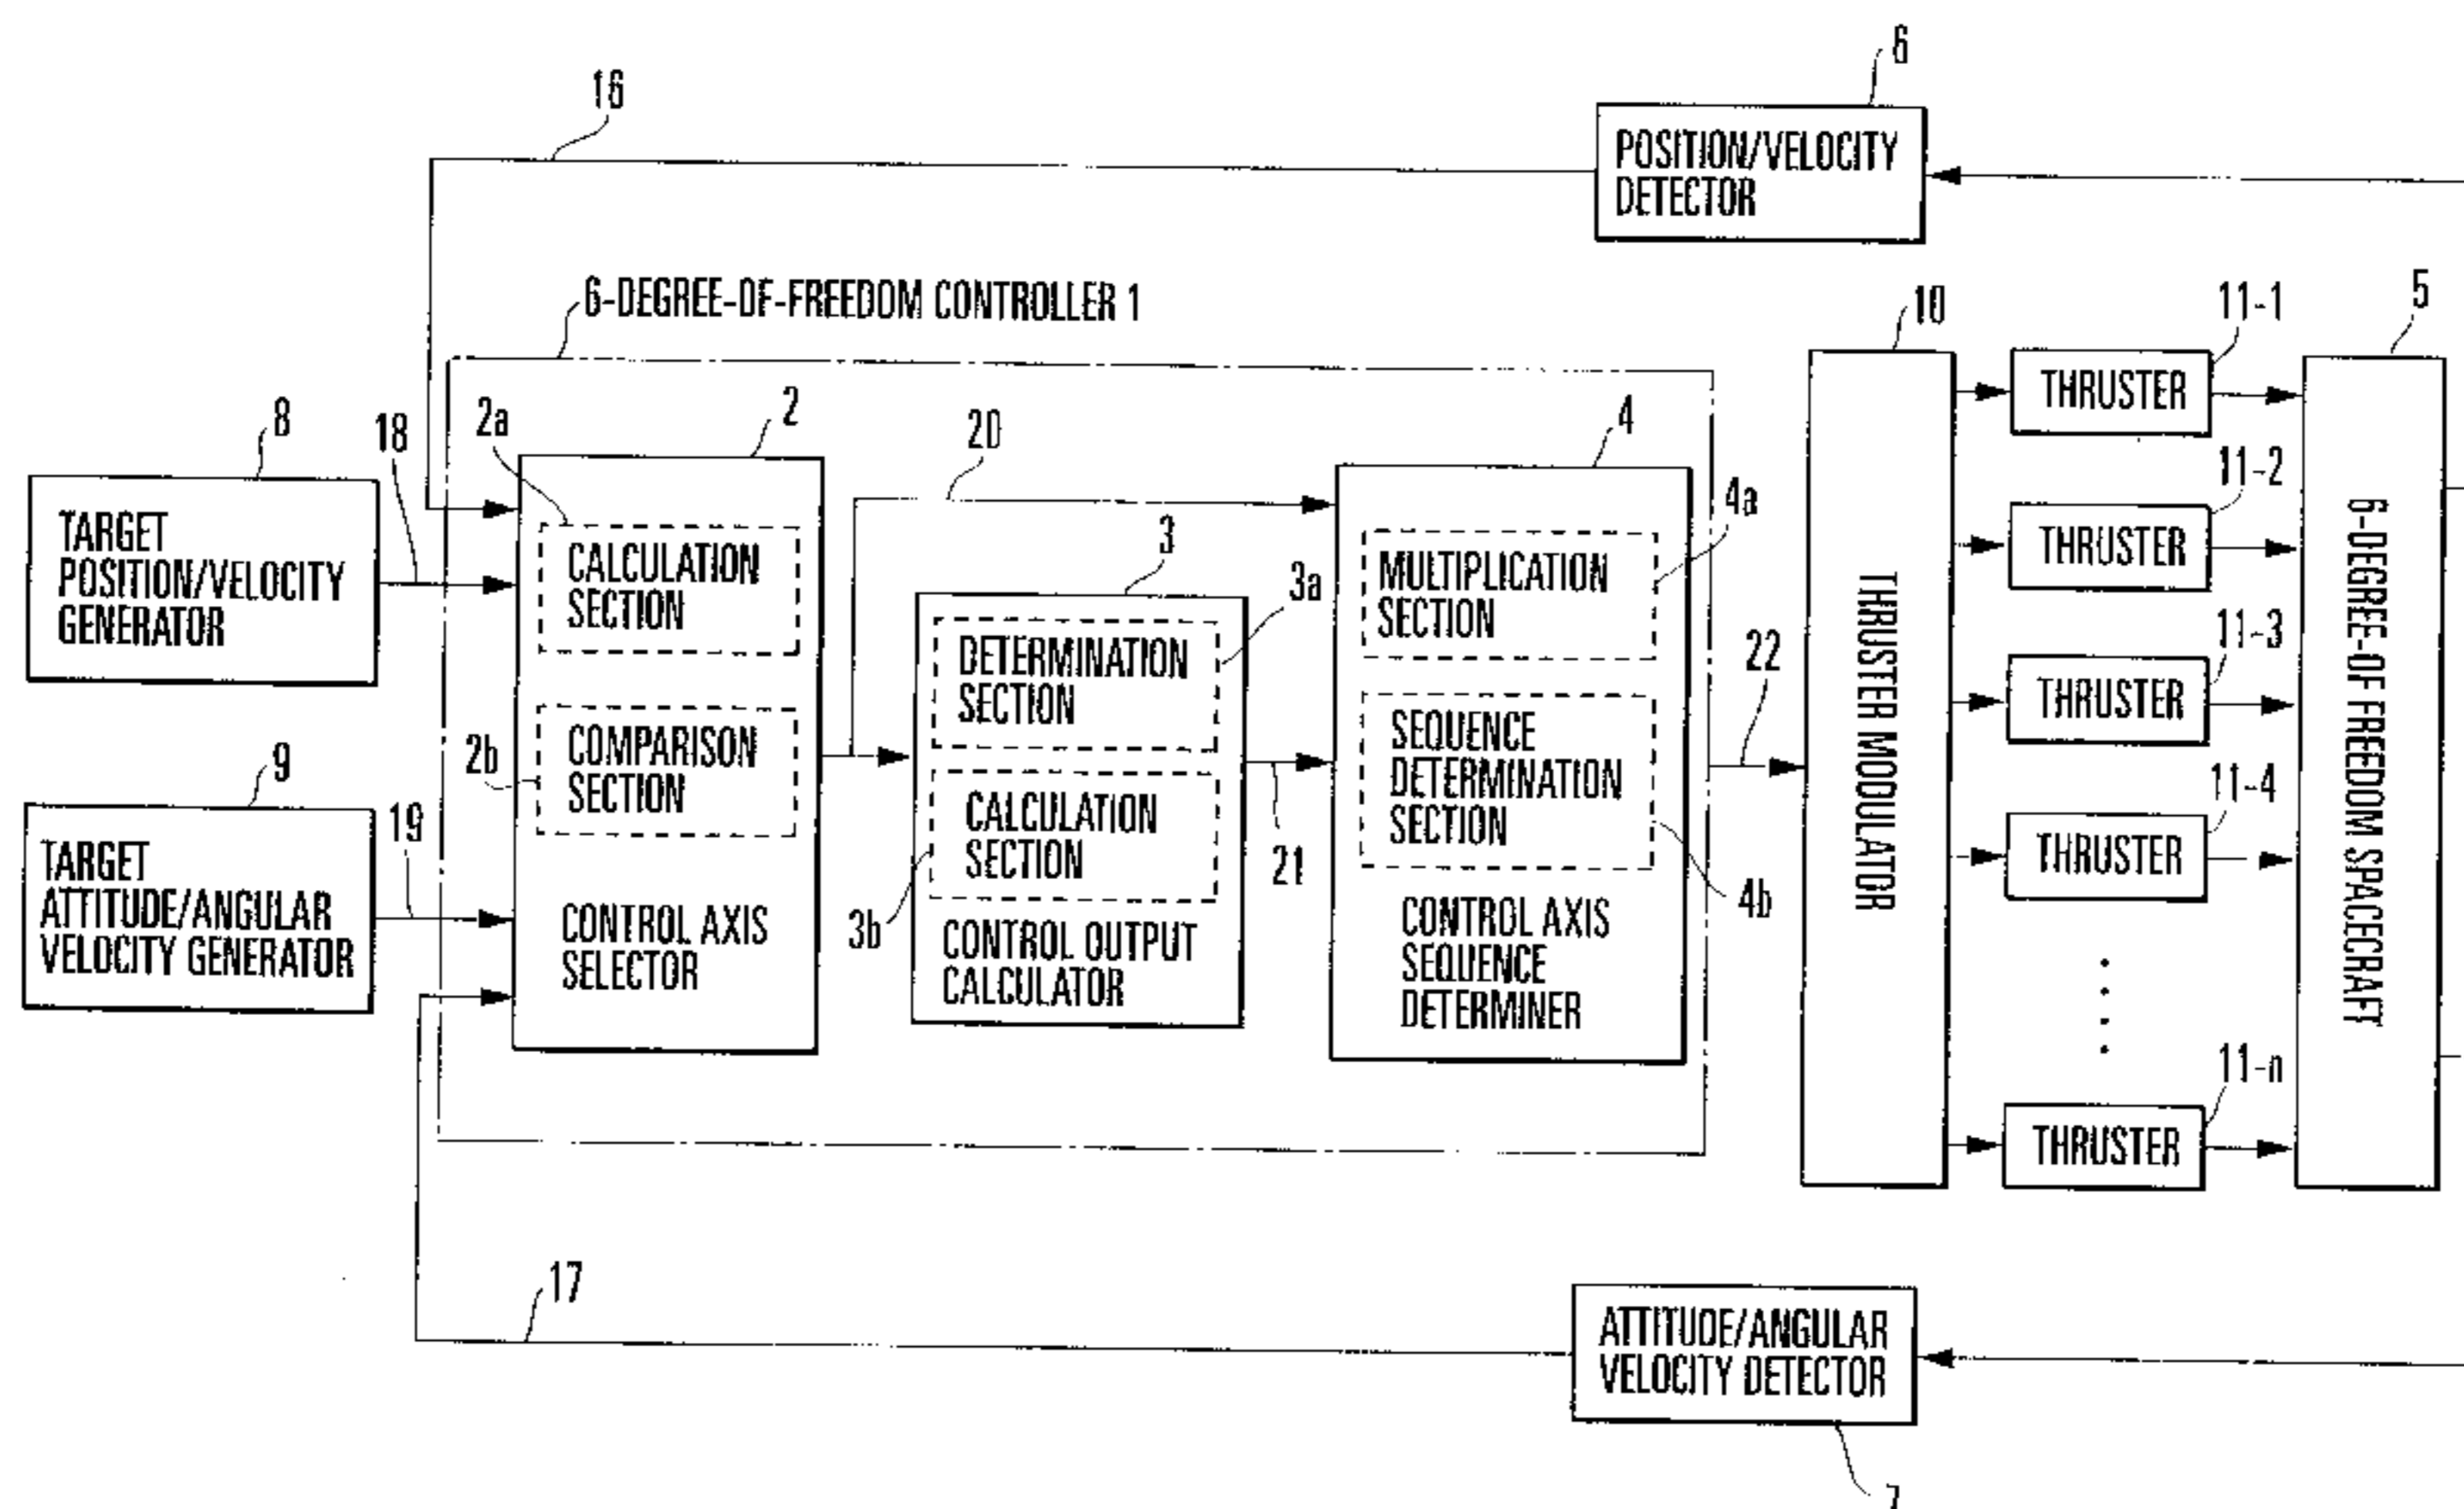 6
16
POSITION/VELOCITY
DETECTOR
6-DEGREE-OF-FREEDOM CONTROLLER 1
10
11-1
5
THRUSTER
8
18
2a
2
20
4
TARGET
POSITION/VELOCITY
GENERATOR
CALCULATION
SECTION
3
3a
MULTIPLICATION
SECTION
4a
11-2
THRUSTER
DETERMINATION
SECTION
22
THRUSTER MODULATOR
11-3
THRUSTER
6-DEGREE-OF FREEDOM SPACECRAFT
9
19
2b
COMPARISON
SECTION
SEQUENCE
DETERMINATION
SECTION
11-4
THRUSTER
TARGET
ATTITUDE/ANGULAR
VELOCITY GENERATOR
CALCULATION
SECTION
3b
21
4b
CONTROL AXIS
SELECTOR
CONTROL OUTPUT
CALCULATOR
CONTROL AXIS
SEQUENCE
DETERMINER
11-n
THRUSTER
17
ATTITUDE/ANGULAR
VELOCITY DETECTOR
7